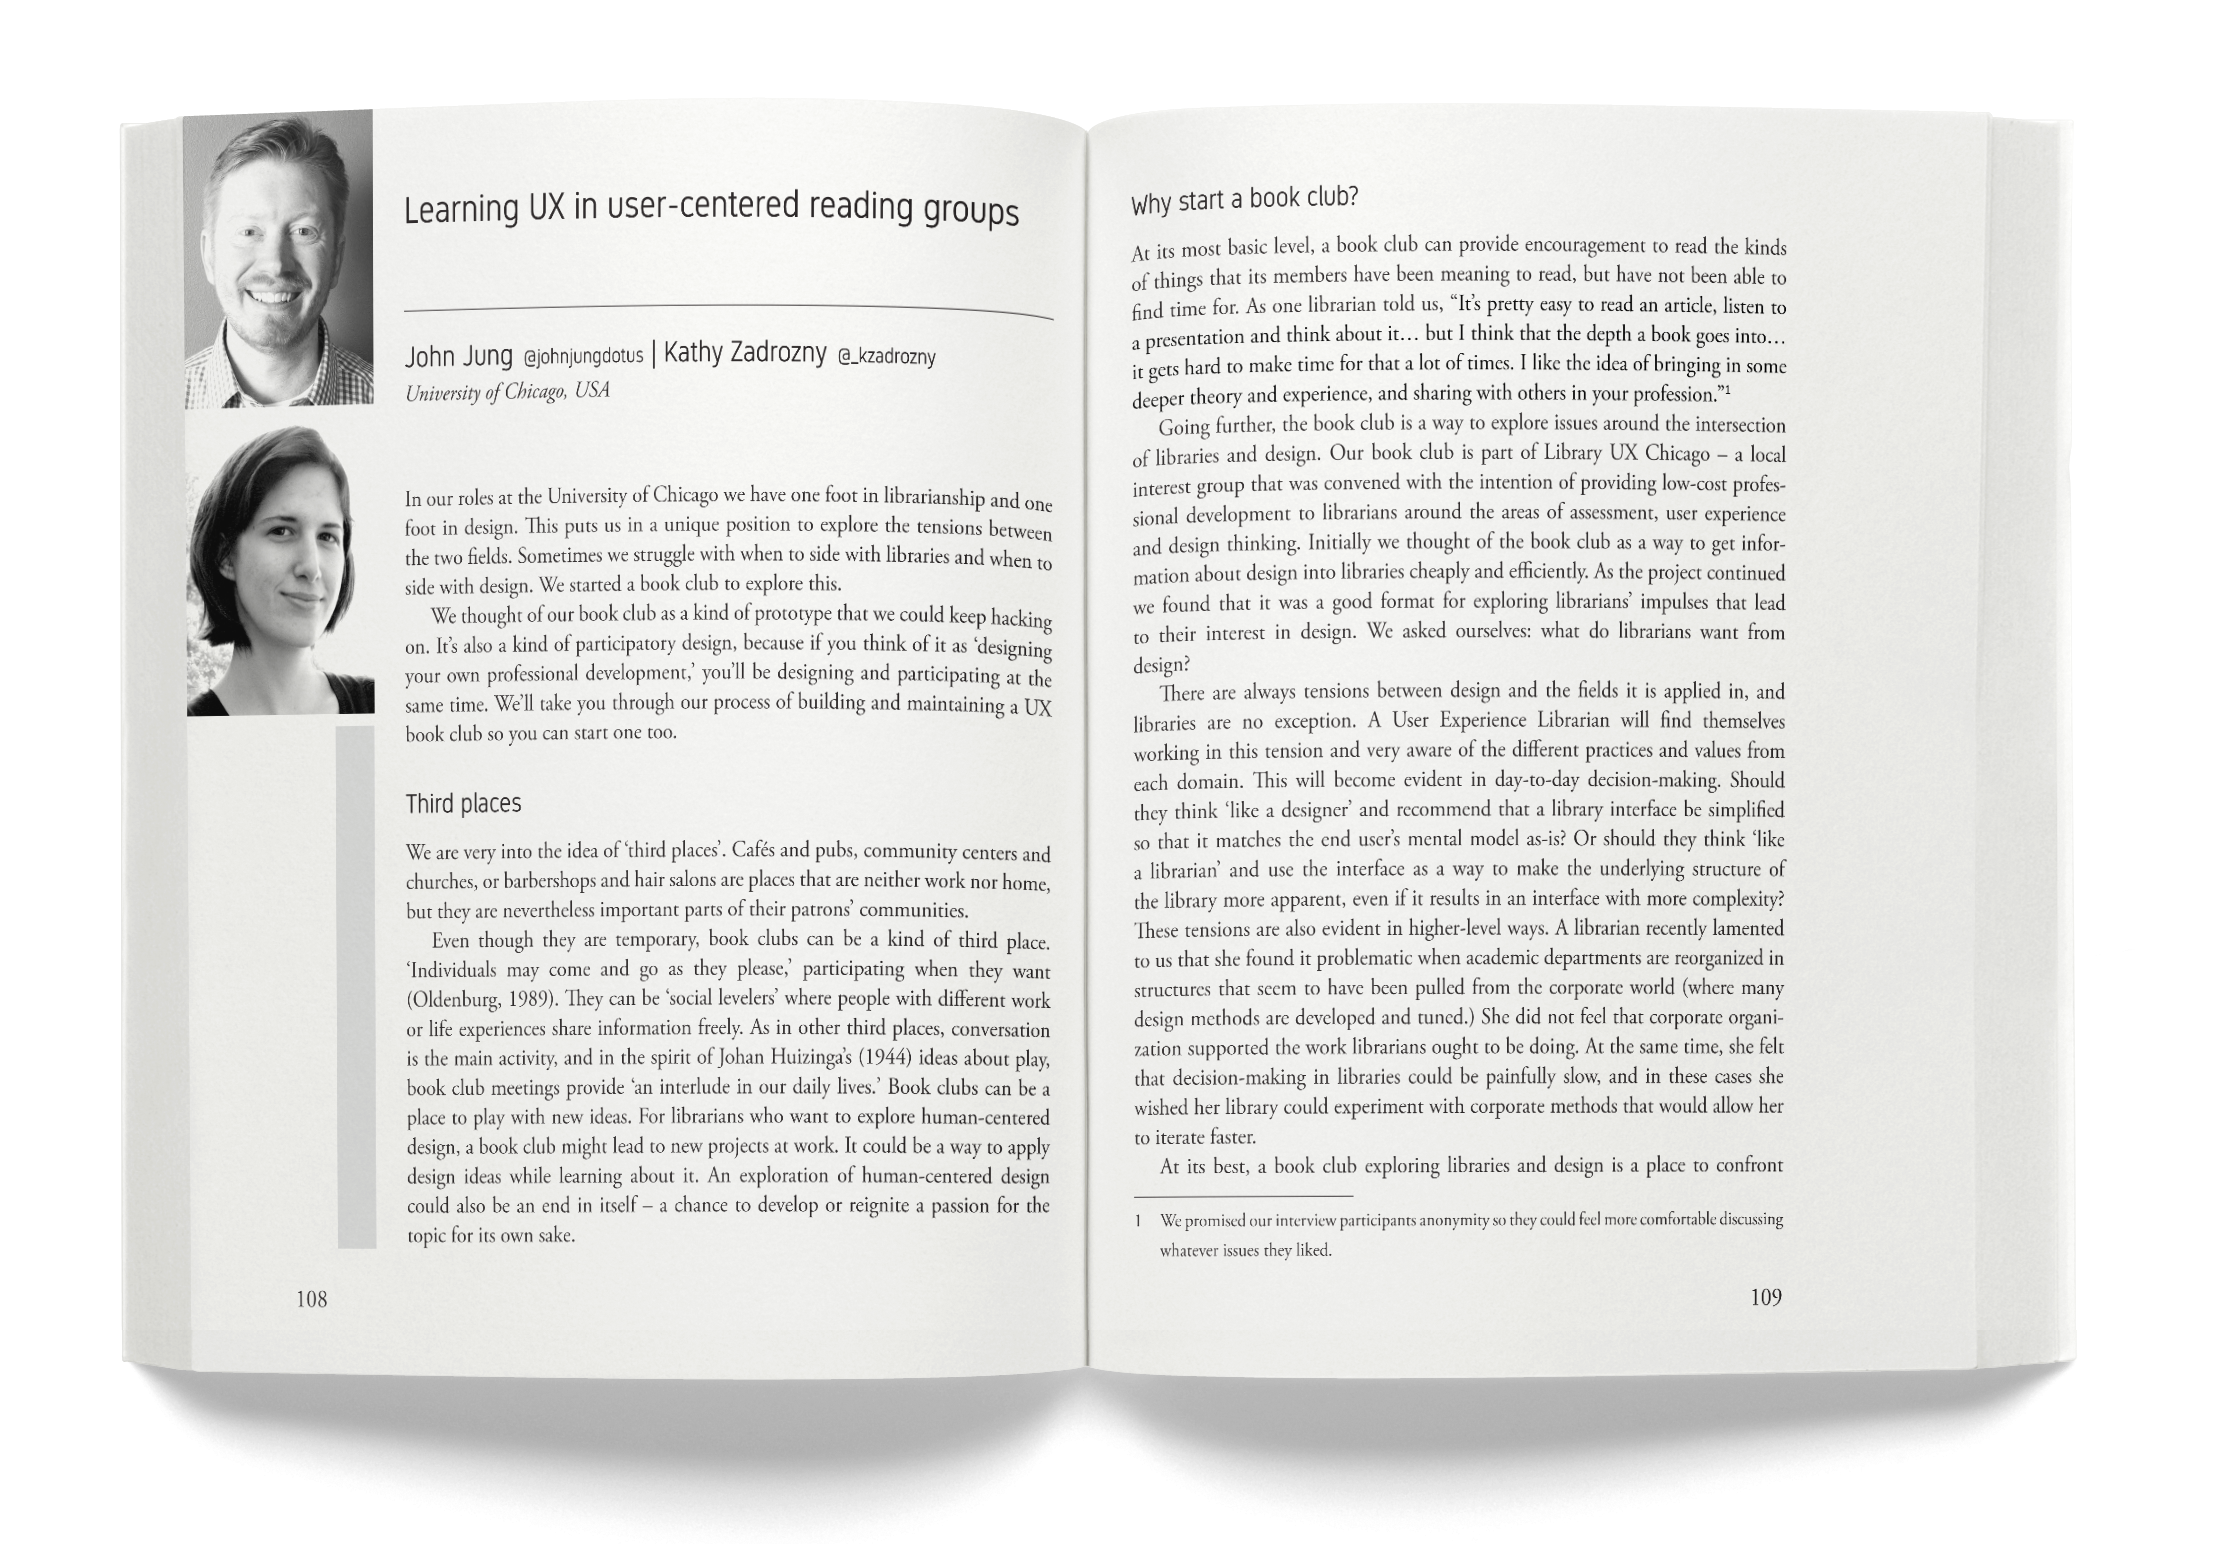 Learning UX in user-centered reading groups
John Jung @johnjungdotus | Kathy Zadrozny @_kzadrozny
University of Chicago, USA
In our roles at the University of Chicago we have one foot in librarianship and one
foot in design. This puts us in a unique position to explore the tensions between
the two fields. Sometimes we struggle with when to side with libraries and when to
side with design. We started a book club to explore this.
We thought of our book club as a kind of prototype that we could keep hacking
on. It’s also a kind of participatory design, because if you think of it as ‘designing
your own professional development,’ you’ll be designing and participating at the
same time. We’ll take you through our process of building and maintaining a UX
book club so you can start one too.
Third places
We are very into the idea of ‘third places’. Cafés and pubs, community centers and
churches, or barbershops and hair salons are places that are neither work nor home,
but they are nevertheless important parts of their patrons’ communities.
Even though they are temporary, book clubs can be a kind of third place.
‘Individuals may come and go as they please,’ participating when they want
(Oldenburg, 1989). They can be ‘social levelers’ where people with different work
or life experiences share information freely. As in other third places, conversation
is the main activity, and in the spirit of Johan Huizinga’s (1944) ideas about play,
book club meetings provide ‘an interlude in our daily lives.’ Book clubs can be a
place to play with new ideas. For librarians who want to explore human-centered
design, a book club might lead to new projects at work. It could be a way to apply
design ideas while learning about it. An exploration of human-centered design
could also be an end in itself – a chance to develop or reignite a passion for the
topic for its own sake.
108
Why start a book club?
At its most basic level, a book club can provide encouragement to read the kinds
of things that its members have been meaning to read, but have not been able to
find time for. As one librarian told us, “It’s pretty easy to read an article, listen to
a presentation and think about it… but I think that the depth a book goes into…
it gets hard to make time for that a lot of times. I like the idea of bringing in some
deeper theory and experience, and sharing with others in your profession.”1
Going further, the book club is a way to explore issues around the intersection
of libraries and design. Our book club is part of Library UX Chicago – a local
interest group that was convened with the intention of providing low-cost profes-
sional development to librarians around the areas of assessment, user experience
and design thinking. Initially we thought of the book club as a way to get infor-
mation about design into libraries cheaply and efficiently. As the project continued
we found that it was a good format for exploring librarians’ impulses that lead
to their interest in design. We asked ourselves: what do librarians want from
design?
There are always tensions between design and the fields it is applied in, and
libraries are no exception. A User Experience Librarian will find themselves
working in this tension and very aware of the different practices and values from
each domain. This will become evident in day-to-day decision-making. Should
they think ‘like a designer’ and recommend that a library interface be simplified
so that it matches the end user’s mental model as-is? Or should they think ‘like
a librarian’ and use the interface as a way to make the underlying structure of
the library more apparent, even if it results in an interface with more complexity?
These tensions are also evident in higher-level ways. A librarian recently lamented
to us that she found it problematic when academic departments are reorganized in
structures that seem to have been pulled from the corporate world (where many
design methods are developed and tuned.) She did not feel that corporate organi-
zation supported the work librarians ought to be doing. At the same time, she felt
that decision-making in libraries could be painfully slow, and in these cases she
wished her library could experiment with corporate methods that would allow her
to iterate faster.
At its best, a book club exploring libraries and design is a place to confront
1 We promised our interview participants anonymity so they could feel more comfortable discussing
whatever issues they liked.
109